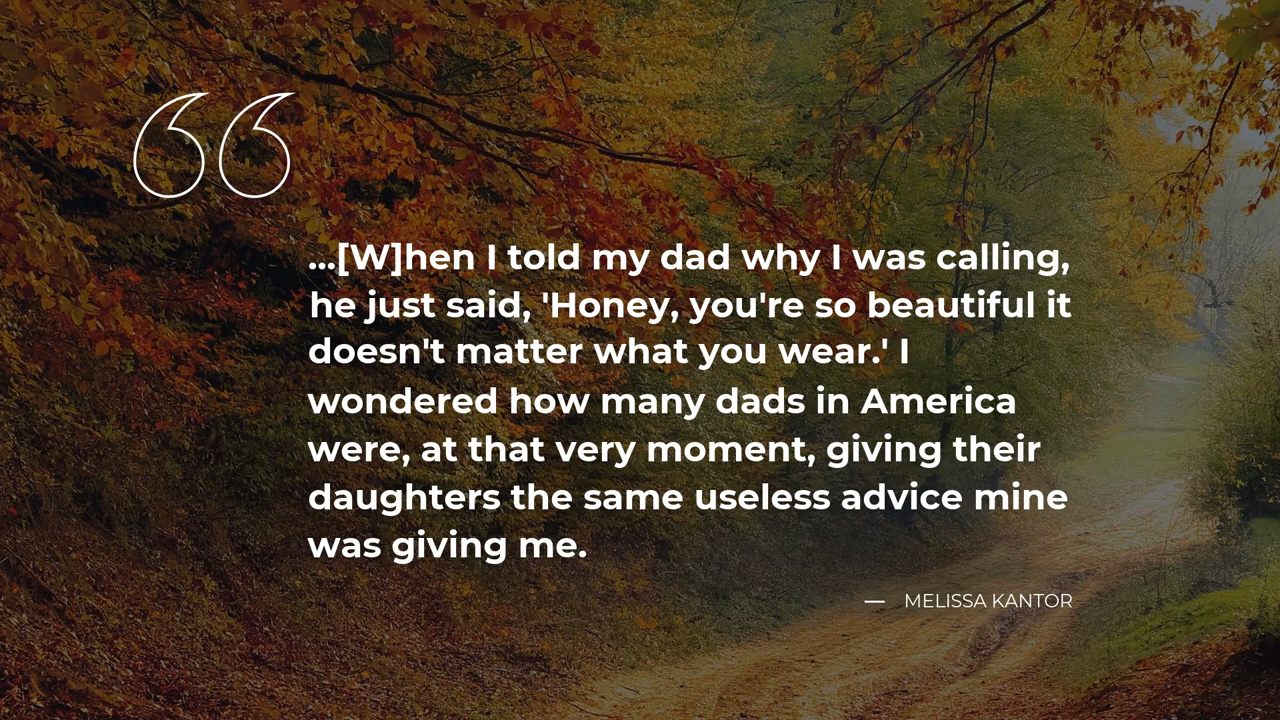 “
...[W]hen I told my dad why I was calling,
he just said, 'Honey, you're so beautiful it
doesn't matter what you wear.' I
wondered how many dads in America
were, at that very moment, giving their
daughters the same useless advice mine
was giving me.
— MELISSA KANTOR